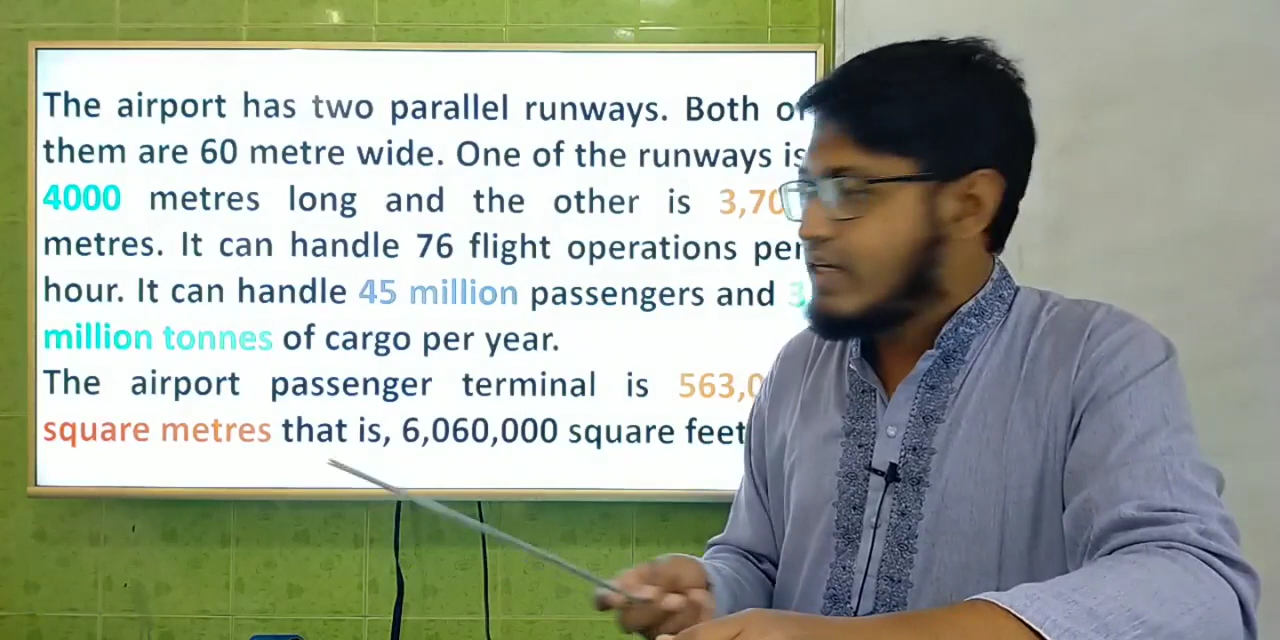 The airport has two parallel runways. Both
them are 60 metre wide. One of the runways is
4000 metres long and the other is
metres. It can handle 76 flight operations per
hour. It can handle 45 million passengers and
million tonnes of cargo per year.
The airport passenger terminal is
square metres that is, 6,060,000 square feet